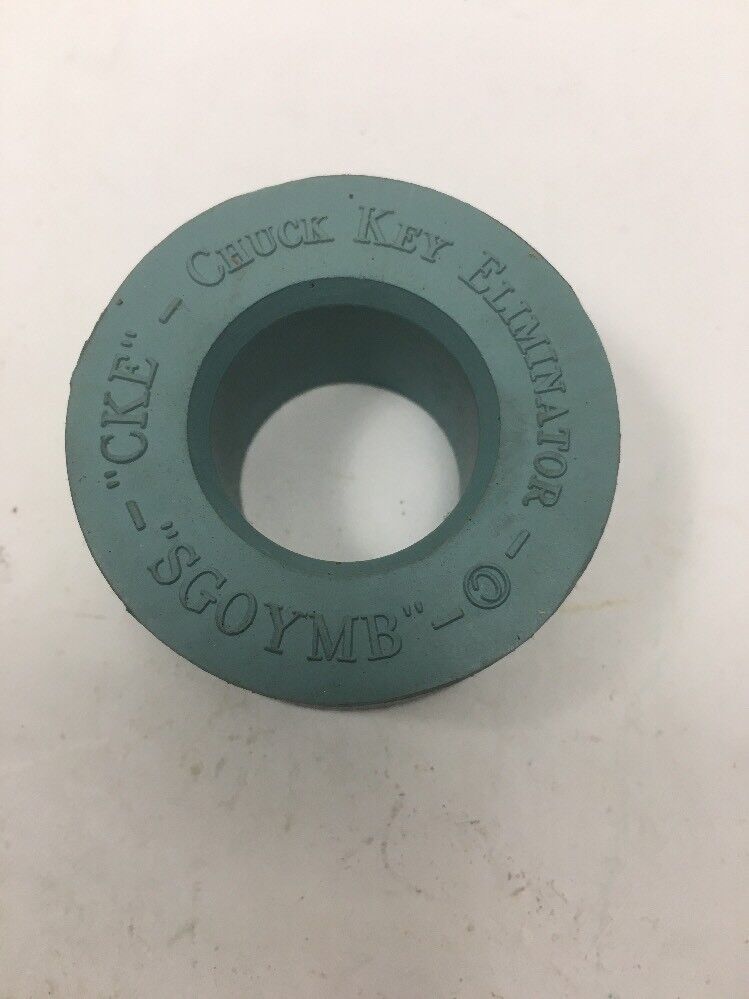 "CKE" - CHUCK KEY ELIMINATOR - © - "SGOYMB" -